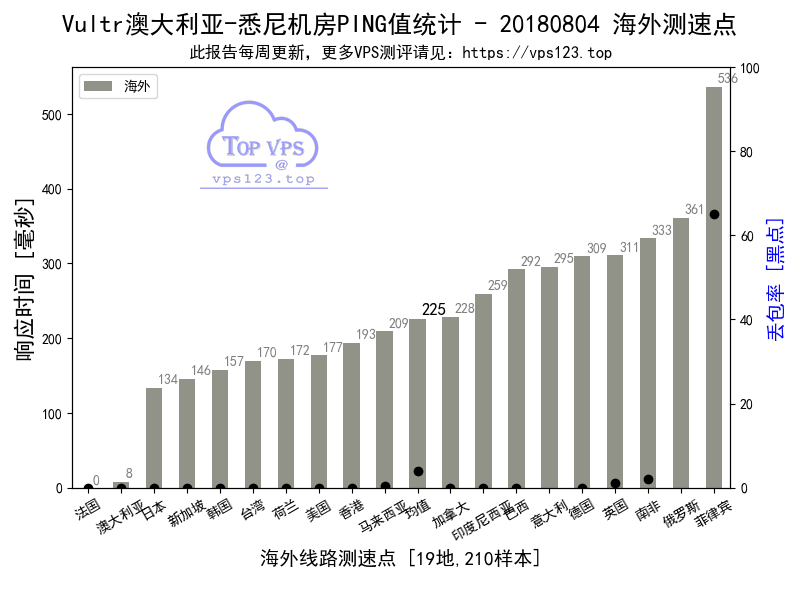 Vultr澳大利亚-悉尼机房PING值统计 - 20180804 海外测速点
此报告每周更新, 更多VPS测评请见: https://vps123.top
海外
TOP VPS
@
vps123.top
响应时间 [毫秒]
500
400
300
200
100
0
0
8
134
146
157
170
172
177
193
209
225
228
259
292
295
309
311
333
361
536
100
80
60
40
20
0
丢包率 [黑点]
法国
澳大利亚
日本
新加坡
韩国
台湾
荷兰
美国
香港
马来西亚
均值
加拿大
印度尼西亚
巴西
意大利
德国
英国
南非
俄罗斯
菲律宾
海外线路测速点 [19地,210样本]